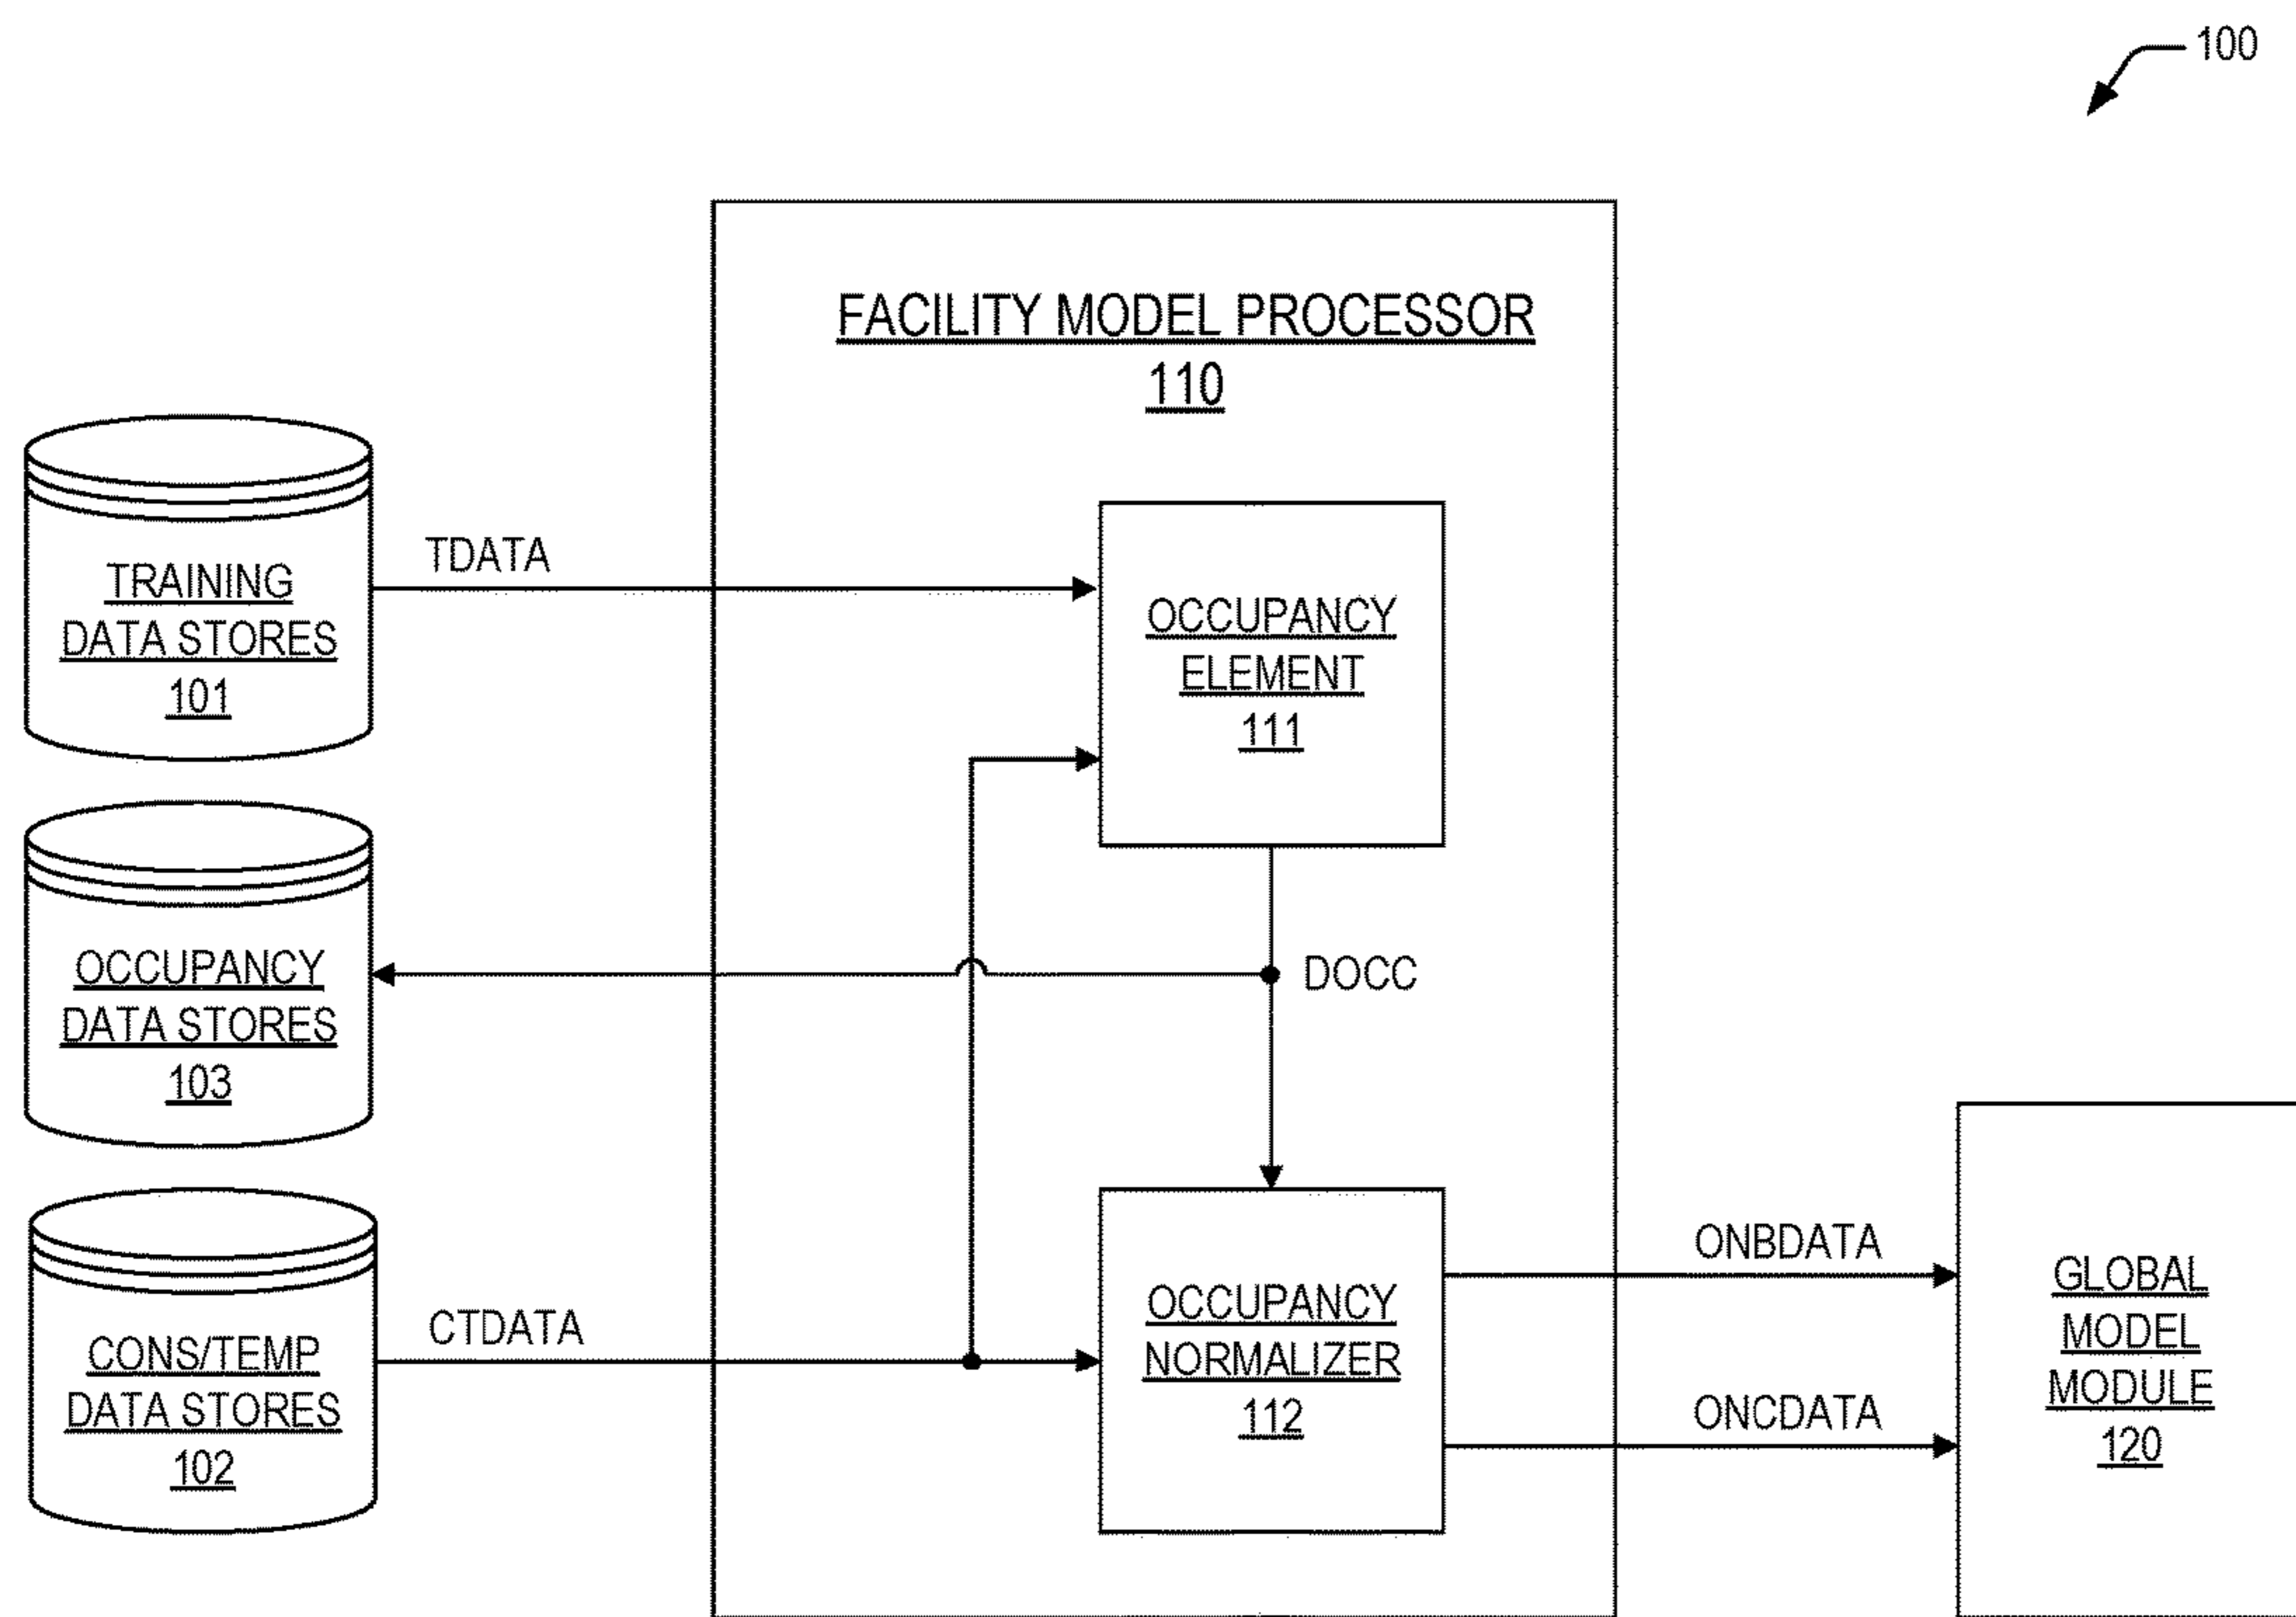 100
FACILITY MODEL PROCESSOR
110
TRAINING
DATA STORES
101
TDATA
OCCUPANCY
ELEMENT
111
OCCUPANCY
DATA STORES
103
DOCC
CONS/TEMP
DATA STORES
102
CTDATA
OCCUPANCY
NORMALIZER
112
ONBDATA
ONCDATA
GLOBAL
MODEL
MODULE
120